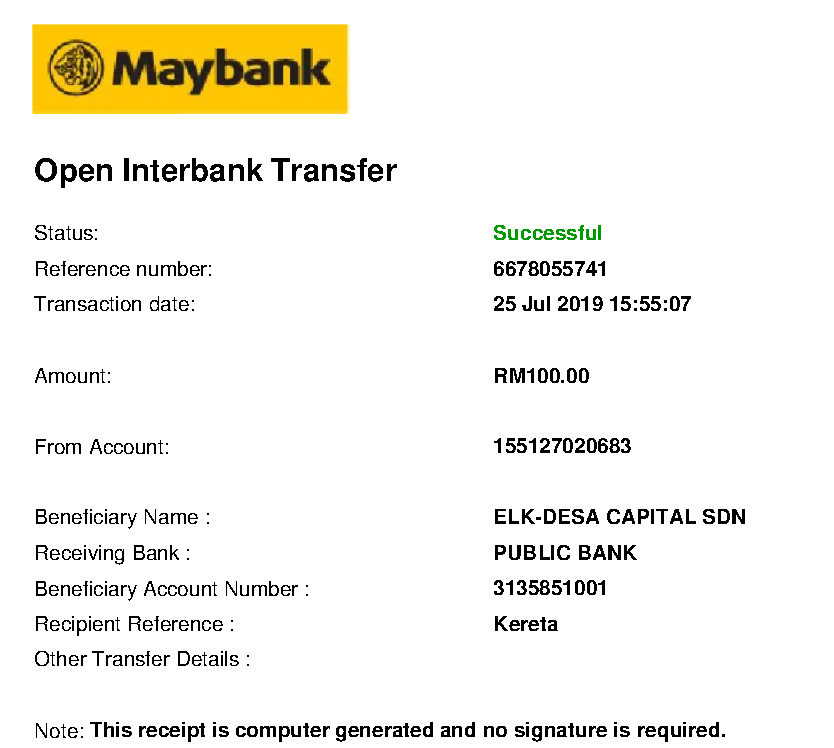 Maybank
Open Interbank Transfer
Status: Successful
Reference number: 6678055741
Transaction date: 25 Jul 2019 15:55:07
Amount: RM100.00
From Account: 155127020683
Beneficiary Name : ELK-DESA CAPITAL SDN
Receiving Bank : PUBLIC BANK
Beneficiary Account Number : 3135851001
Recipient Reference : Kereta
Other Transfer Details :
Note: This receipt is computer generated and no signature is required.